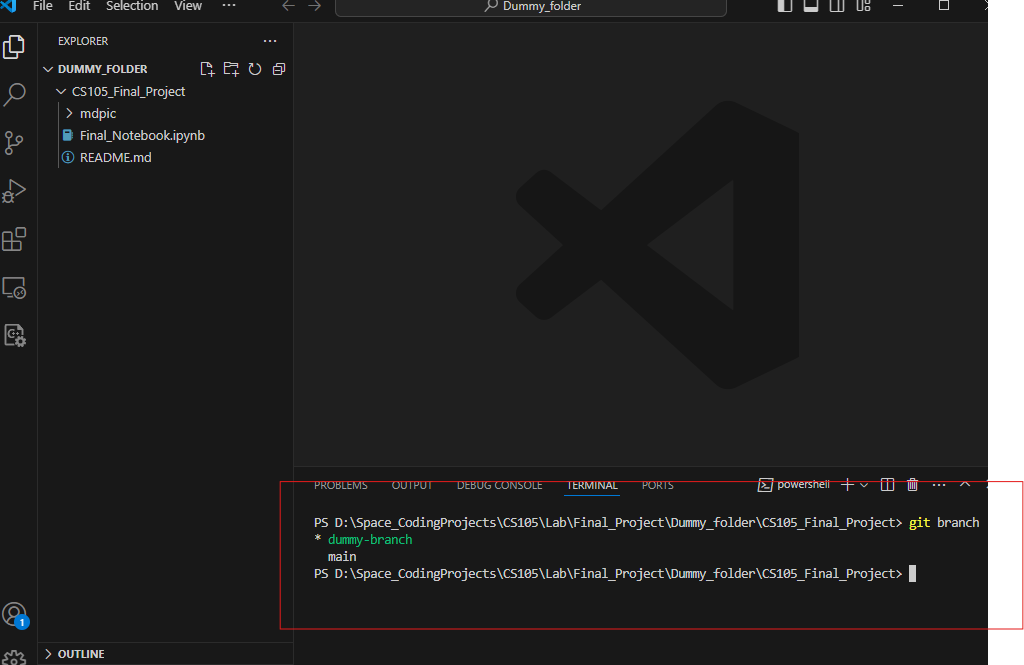 File Edit Selection View ··· Dummy_folder
EXPLORER ···
DUMMY_FOLDER
CS105_Final_Project
mdpic
Final_Notebook.ipynb
README.md
PROBLEMS OUTPUT DEBUG CONSOLE TERMINAL PORTS powershell ···
PS D:\Space_CodingProjects\CS105\Lab\Final_Project\Dummy_folder\CS105_Final_Project> git branch
* dummy-branch
main
PS D:\Space_CodingProjects\CS105\Lab\Final_Project\Dummy_folder\CS105_Final_Project>
1
OUTLINE